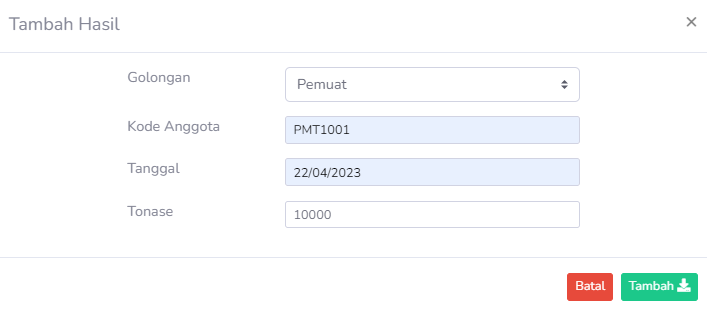 Tambah Hasil ×
Golongan Pemuat
Kode Anggota PMT1001
Tanggal 22/04/2023
Tonase 10000
Batal Tambah